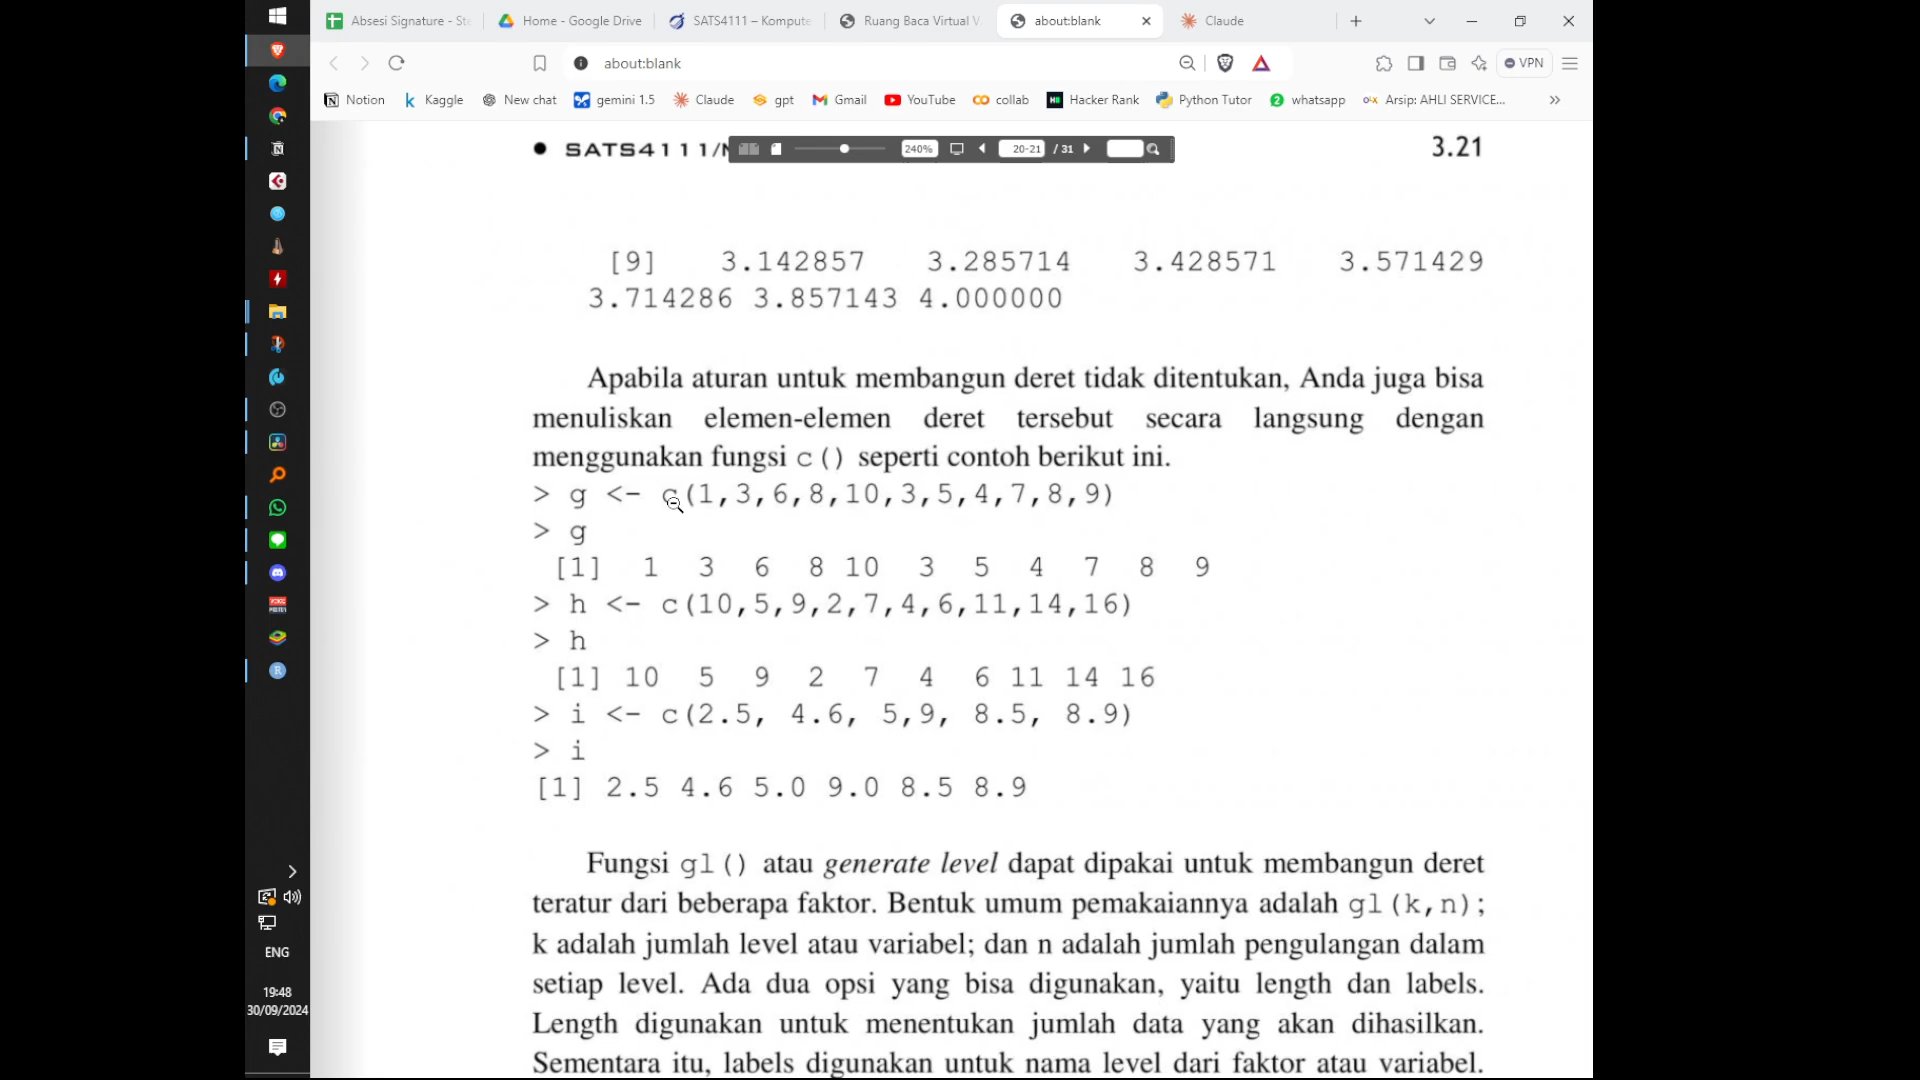 Absesi Signature - Ste
Home - Google Drive
SATS4111 – Kompute
Ruang Baca Virtual V
about:blank
Claude
about:blank
VPN
Notion
Kaggle
New chat
gemini 1.5
Claude
gpt
Gmail
YouTube
collab
Hacker Rank
Python Tutor
whatsapp
Arsip: AHLI SERVICE...
● SATS4111/M
240%
20-21 / 31
3.21
[9] 3.142857 3.285714 3.428571 3.571429
3.714286 3.857143 4.000000
Apabila aturan untuk membangun deret tidak ditentukan, Anda juga bisa
menuliskan elemen-elemen deret tersebut secara langsung dengan
menggunakan fungsi c() seperti contoh berikut ini.
> g <- c(1,3,6,8,10,3,5,4,7,8,9)
> g
[1] 1 3 6 8 10 3 5 4 7 8 9
> h <- c(10,5,9,2,7,4,6,11,14,16)
> h
[1] 10 5 9 2 7 4 6 11 14 16
> i <- c(2.5, 4.6, 5,9, 8.5, 8.9)
> i
[1] 2.5 4.6 5.0 9.0 8.5 8.9
Fungsi gl() atau generate level dapat dipakai untuk membangun deret
teratur dari beberapa faktor. Bentuk umum pemakaiannya adalah gl(k,n);
k adalah jumlah level atau variabel; dan n adalah jumlah pengulangan dalam
setiap level. Ada dua opsi yang bisa digunakan, yaitu length dan labels.
Length digunakan untuk menentukan jumlah data yang akan dihasilkan.
Sementara itu, labels digunakan untuk nama level dari faktor atau variabel.
ENG
19:48
30/09/2024